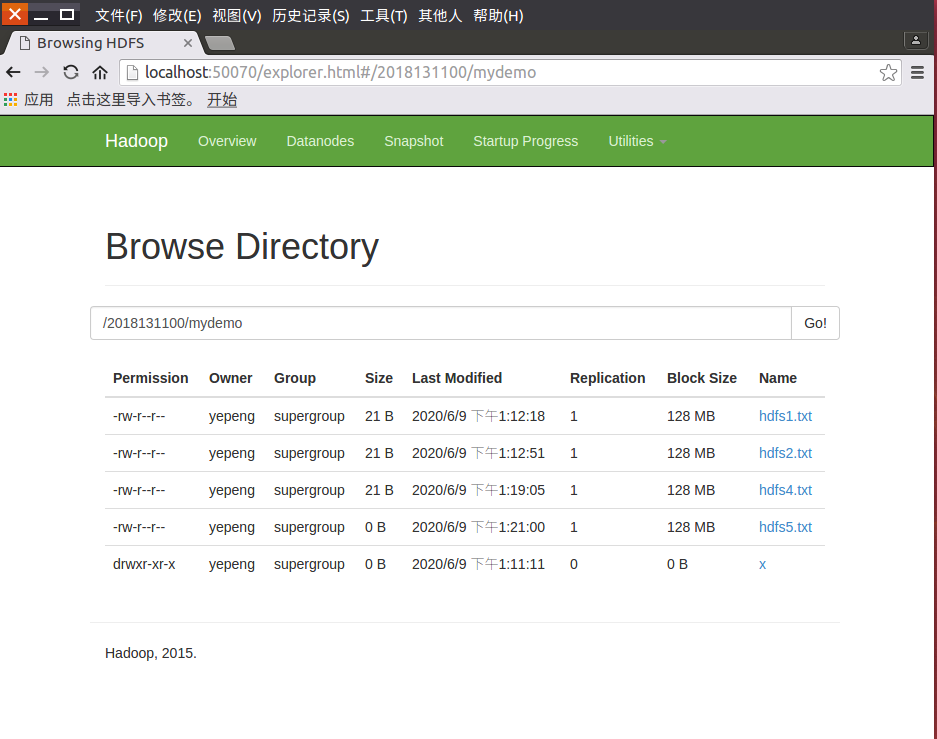 文件(F) 修改(E) 视图(V) 历史记录(S) 工具(T) 其他人 帮助(H)
Browsing HDFS
localhost:50070/explorer.html#/2018131100/mydemo
应用 点击这里导入书签。 开始
Hadoop Overview Datanodes Snapshot Startup Progress Utilities
Browse Directory
/2018131100/mydemo Go!
Permission Owner Group Size Last Modified Replication Block Size Name
-rw-r--r-- yepeng supergroup 21 B 2020/6/9 下午1:12:18 1 128 MB hdfs1.txt
-rw-r--r-- yepeng supergroup 21 B 2020/6/9 下午1:12:51 1 128 MB hdfs2.txt
-rw-r--r-- yepeng supergroup 21 B 2020/6/9 下午1:19:05 1 128 MB hdfs4.txt
-rw-r--r-- yepeng supergroup 0 B 2020/6/9 下午1:21:00 1 128 MB hdfs5.txt
drwxr-xr-x yepeng supergroup 0 B 2020/6/9 下午1:11:11 0 0 B x
Hadoop, 2015.